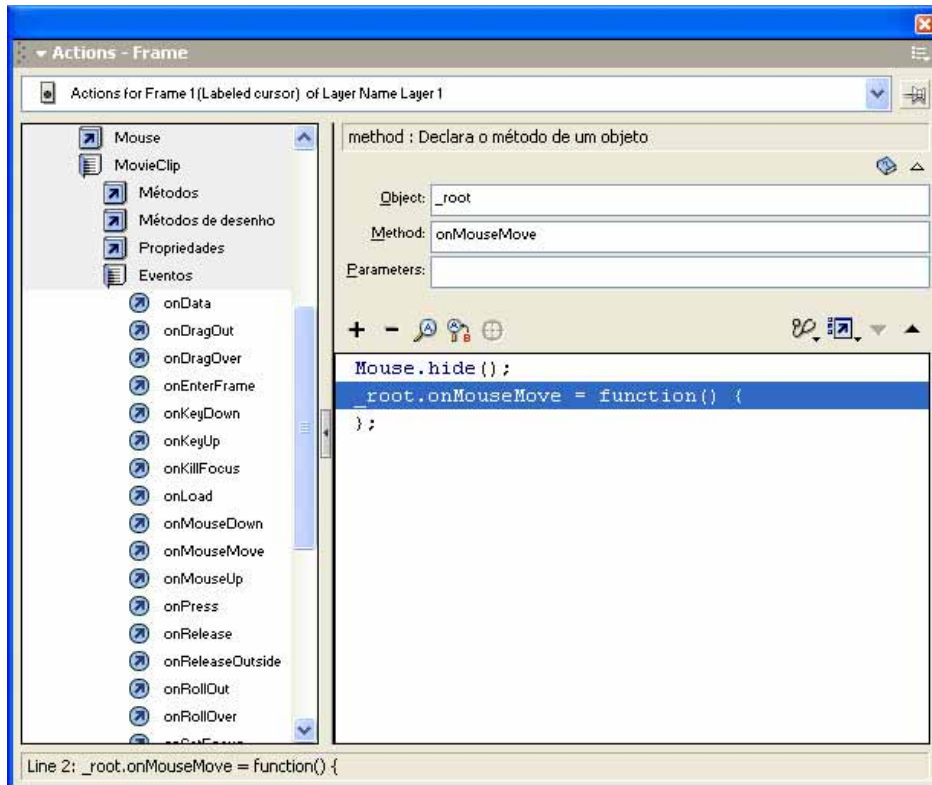 Actions - Frame
Actions for Frame 1(Labeled cursor) of Layer Name Layer 1
Mouse
MovieClip
Métodos
Métodos de desenho
Propriedades
Eventos
onData
onDragOut
onDragOver
onEnterFrame
onKeyDown
onKeyUp
onKillFocus
onLoad
onMouseDown
onMouseMove
onMouseUp
onPress
onRelease
onReleaseOutside
onRollOut
onRollOver
method : Declara o método de um objeto
Object: _root
Method: onMouseMove
Parameters:
Mouse.hide();
_root.onMouseMove = function() {
};
Line 2: _root.onMouseMove = function() {